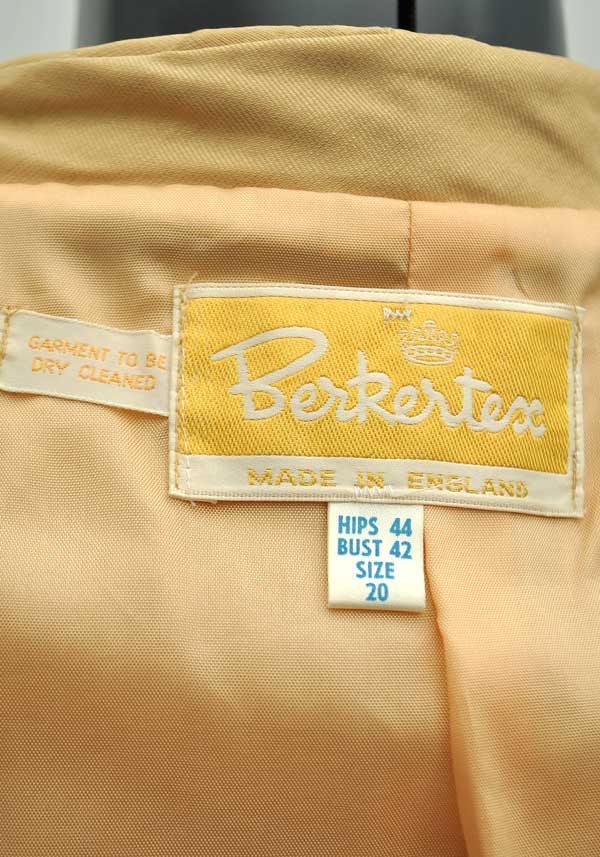 GARMENT TO BE
DRY CLEANED
Berkertex
MADE IN ENGLAND
HIPS 44
BUST 42
SIZE
20